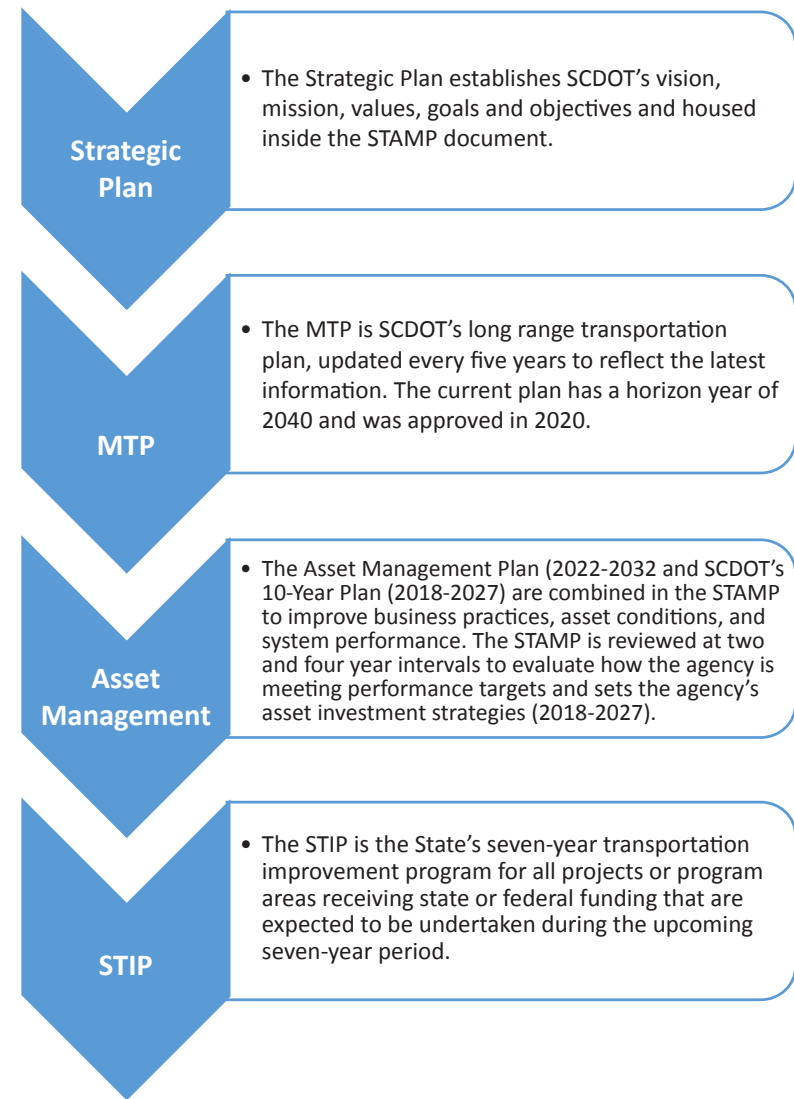 Strategic
Plan
• The Strategic Plan establishes SCDOT’s vision,
mission, values, goals and objectives and housed
inside the STAMP document.
MTP
• The MTP is SCDOT’s long range transportation
plan, updated every five years to reflect the latest
information. The current plan has a horizon year of
2040 and was approved in 2020.
Asset
Management
• The Asset Management Plan (2022-2032 and SCDOT’s
10-Year Plan (2018-2027) are combined in the STAMP
to improve business practices, asset conditions, and
system performance. The STAMP is reviewed at two
and four year intervals to evaluate how the agency is
meeting performance targets and sets the agency’s
asset investment strategies (2018-2027).
STIP
• The STIP is the State’s seven-year transportation
improvement program for all projects or program
areas receiving state or federal funding that are
expected to be undertaken during the upcoming
seven-year period.